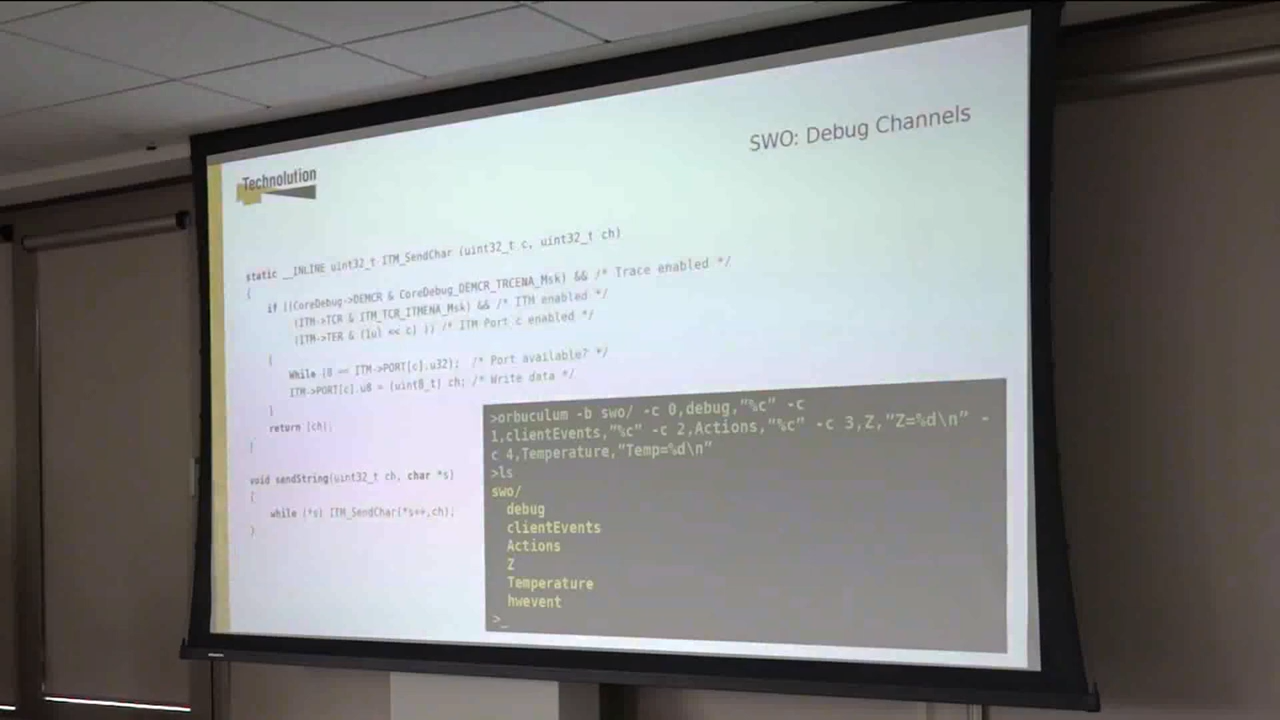 SWO: Debug Channels
Technolution
static __INLINE uint32_t ITM_SendChar (uint32_t c, uint32_t ch)
{
if ((CoreDebug->DEMCR & CoreDebug_DEMCR_TRCENA_Msk) && /* Trace enabled */
(ITM->TCR & ITM_TCR_ITMENA_Msk) && /* ITM enabled */
(ITM->TER & (1ul << c) )) /* ITM Port c enabled */
{
While (0 == ITM->PORT[c].u32); /* Port available? */
ITM->PORT[c].u8 = (uint8_t) ch; /* Write data */
}
return (ch);
}
void sendString(uint32_t ch, char *s)
{
while (*s) ITM_SendChar(*s++,ch);
}
>orbuculum -b swo/ -c 0,debug,"%c" -c
1,clientEvents,"%c" -c 2,Actions,"%c" -c 3,Z,"Z=%d\n" -
c 4,Temperature,"Temp=%d\n"
>ls
swo/
debug
clientEvents
Actions
Z
Temperature
hwevent
>_